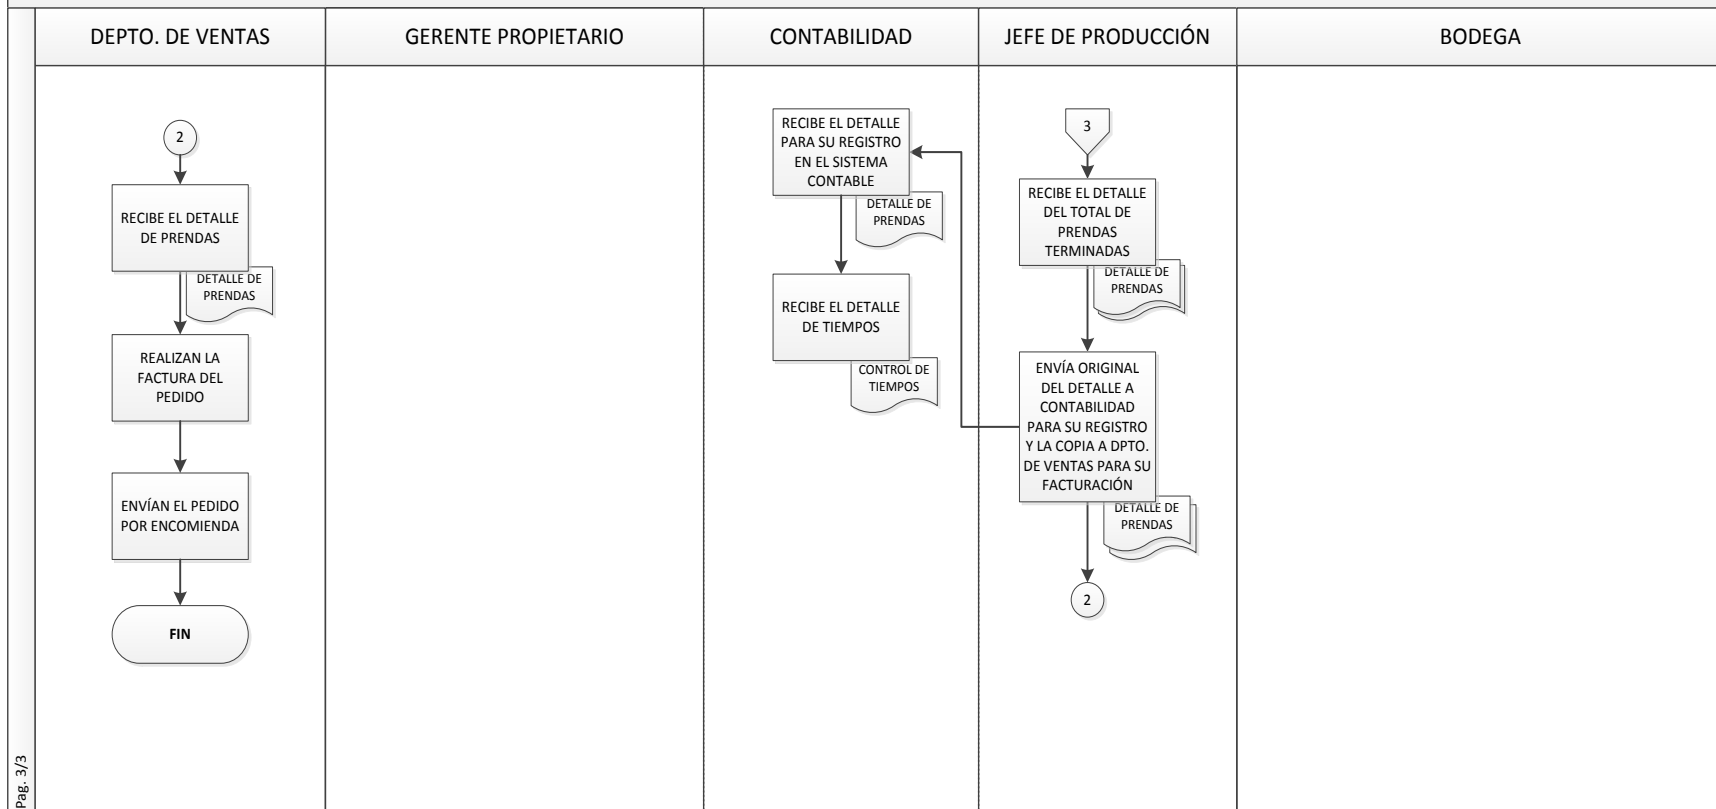 DEPTO. DE VENTAS
GERENTE PROPIETARIO
CONTABILIDAD
JEFE DE PRODUCCIÓN
BODEGA
2
RECIBE EL DETALLE
DE PRENDAS
DETALLE DE
PRENDAS
REALIZAN LA
FACTURA DEL
PEDIDO
ENVÍAN EL PEDIDO
POR ENCOMIENDA
FIN
RECIBE EL DETALLE
PARA SU REGISTRO
EN EL SISTEMA
CONTABLE
DETALLE DE
PRENDAS
RECIBE EL DETALLE
DE TIEMPOS
CONTROL DE
TIEMPOS
3
RECIBE EL DETALLE
DEL TOTAL DE
PRENDAS
TERMINADAS
DETALLE DE
PRENDAS
ENVÍA ORIGINAL
DEL DETALLE A
CONTABILIDAD
PARA SU REGISTRO
Y LA COPIA A DPTO.
DE VENTAS PARA SU
FACTURACIÓN
DETALLE DE
PRENDAS
2
Pag. 3/3